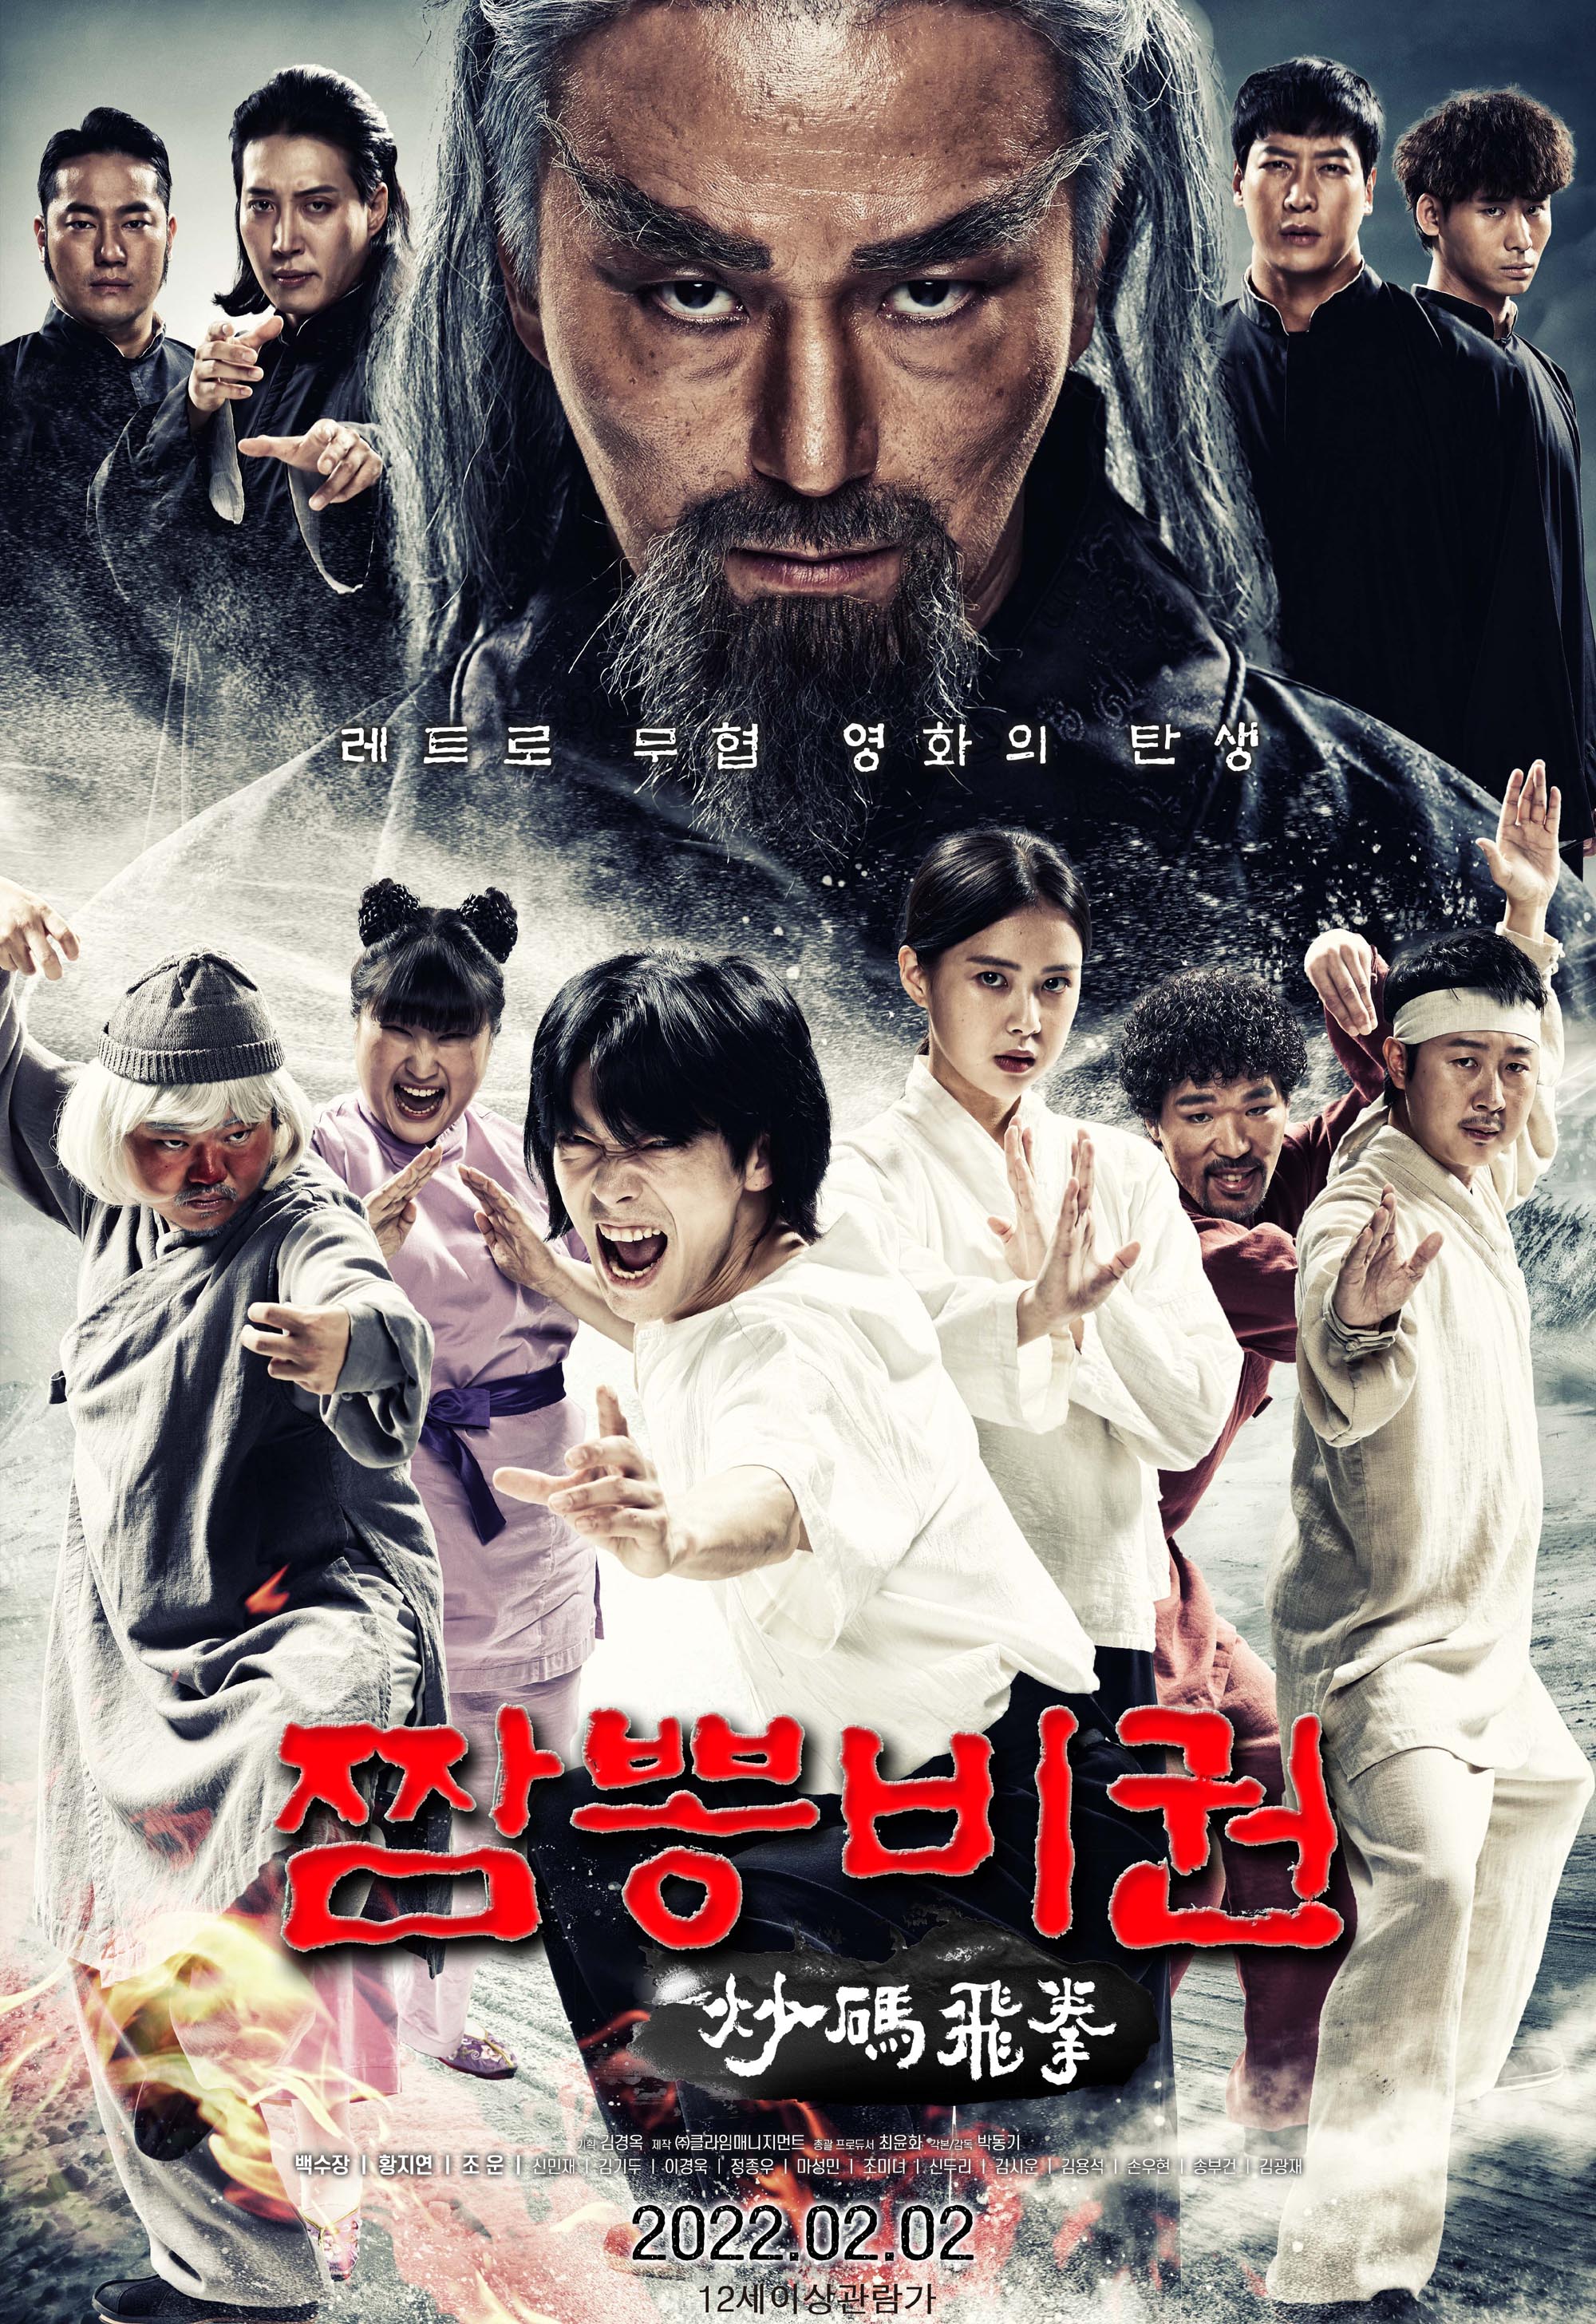 레트로 무협 영화의 탄생
짬뽕비권
炒碼飛拳
기획 김경옥 제작 ㈜클라임매니지먼트 총괄 프로듀서 최윤화 각본/감독 박동기
백수장 | 황지연 | 조운 | 신민재 | 김기두 | 이경욱 | 정종우 | 마성민 | 조미녀 | 신두리 | 김시운 | 김용석 | 손우현 | 송부건 | 김광재
2022.02.02
12세이상관람가